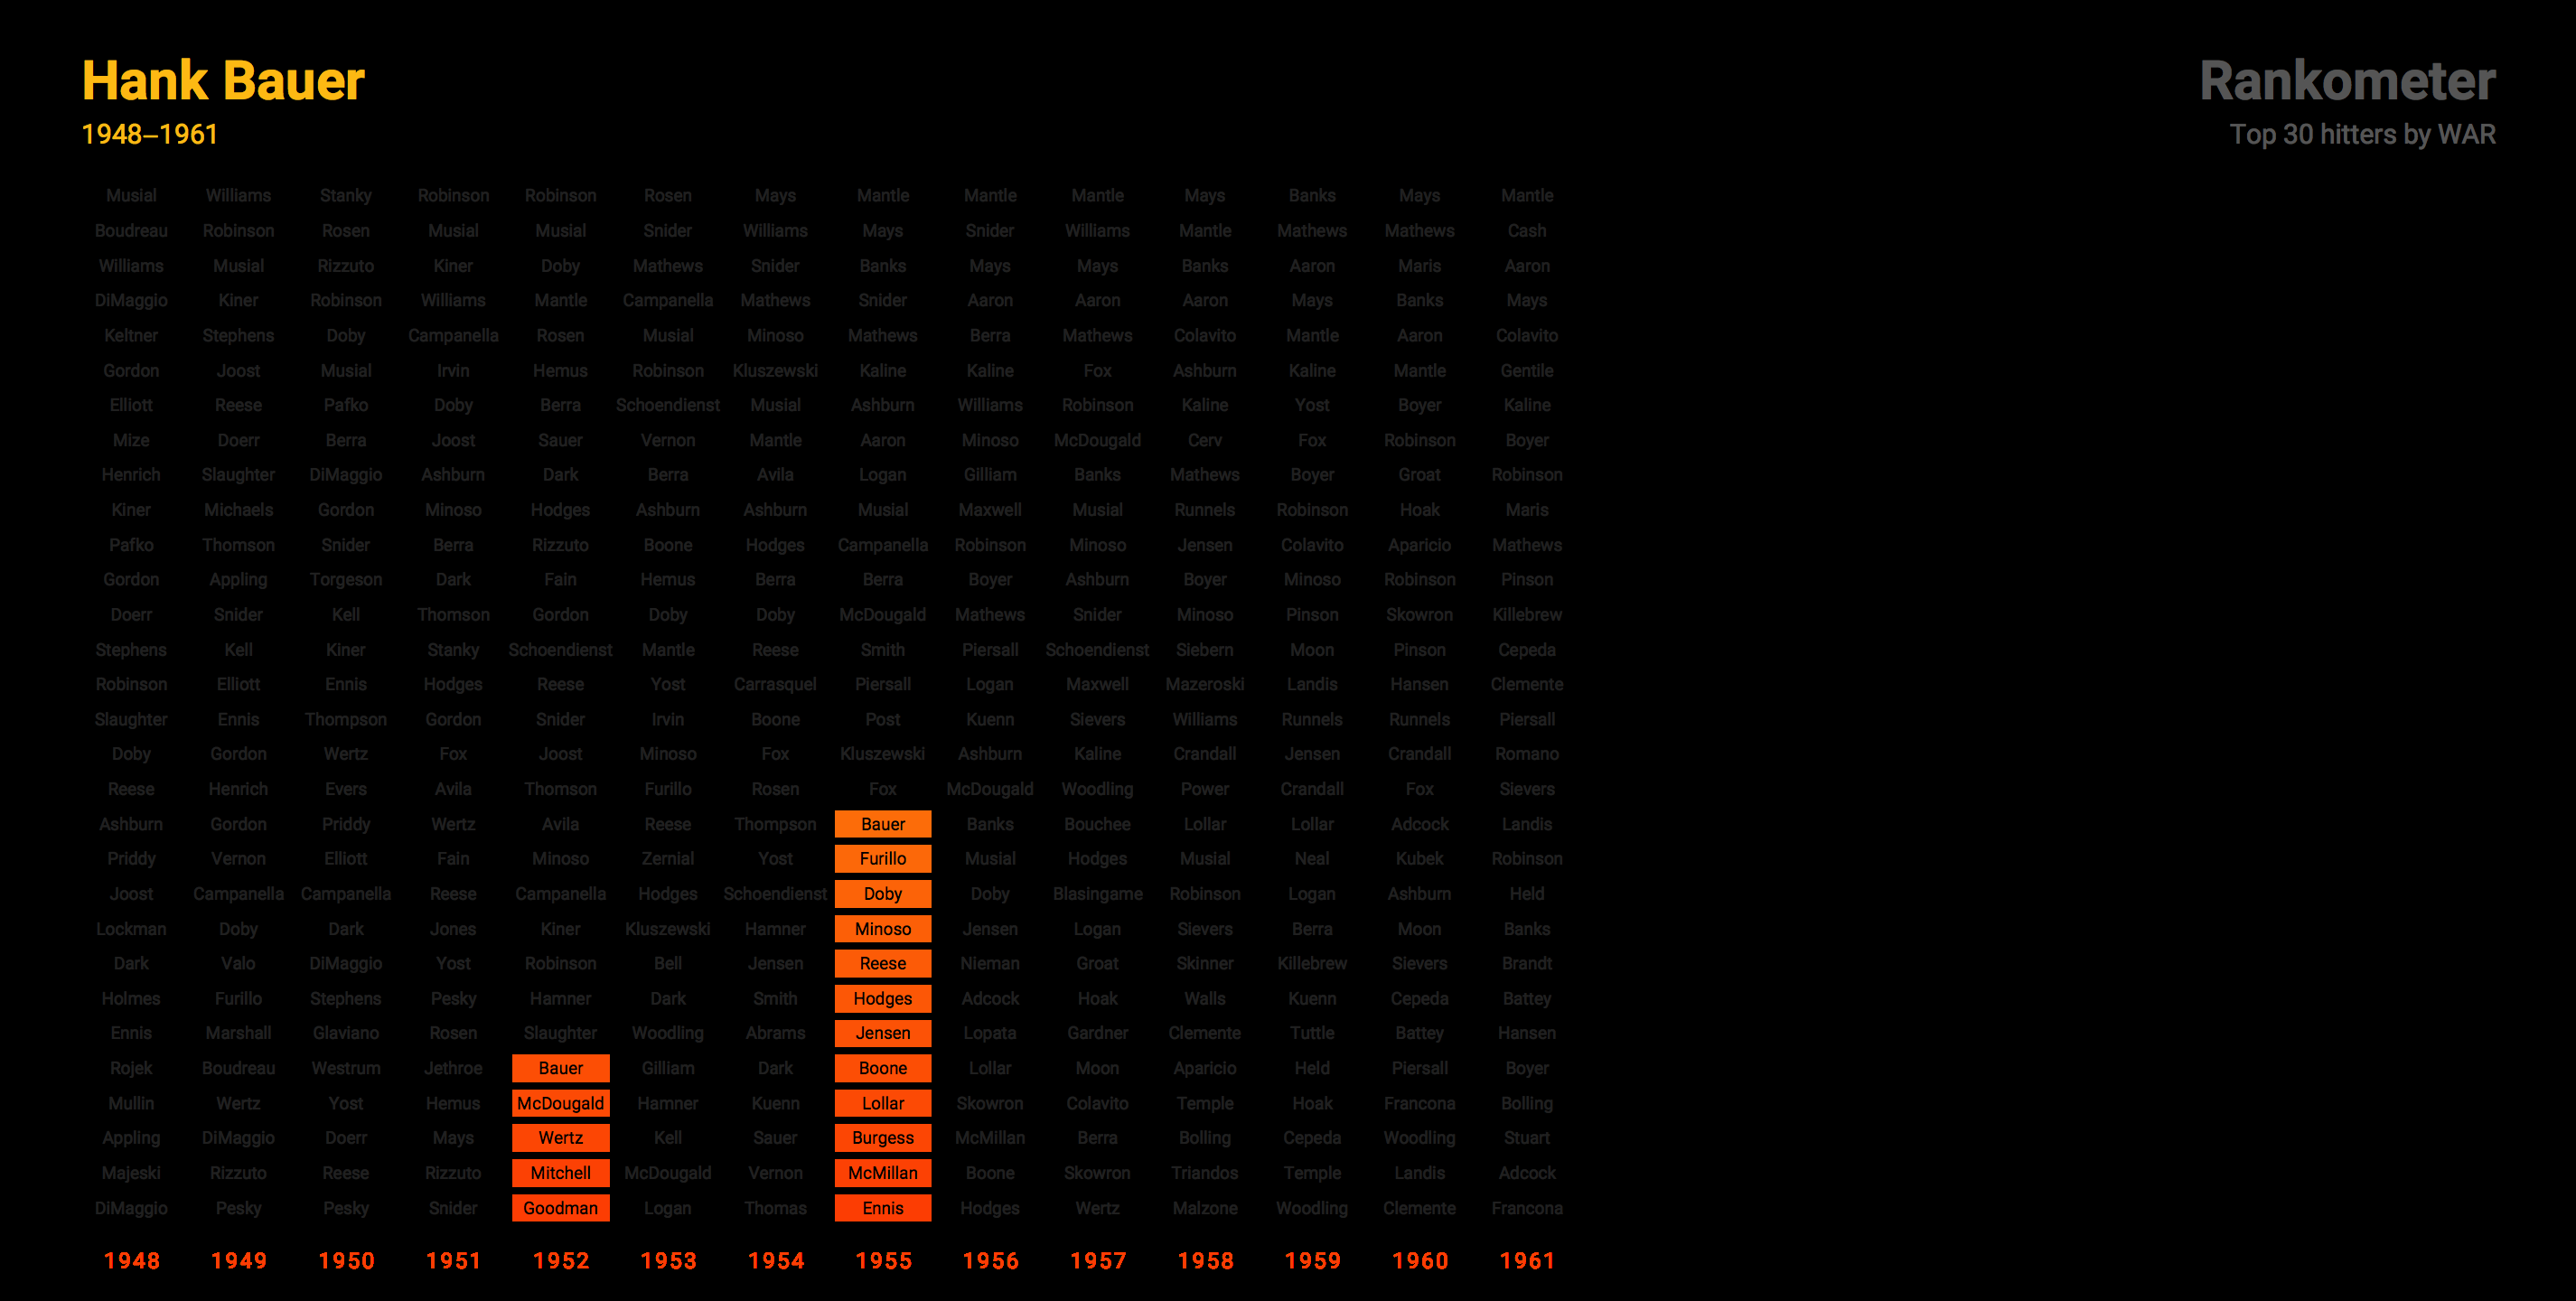 Hank Bauer Rankometer
1948–1961 Top 30 hitters by WAR
Musial Williams Stanky Robinson Robinson Rosen Mays Mantle Mantle Mantle Mays Banks Mays Mantle
Boudreau Robinson Rosen Musial Musial Snider Williams Mays Snider Williams Mantle Mathews Mathews Cash
Williams Musial Rizzuto Kiner Doby Mathews Snider Banks Mays Mays Banks Aaron Maris Aaron
DiMaggio Kiner Robinson Williams Mantle Campanella Mathews Snider Aaron Aaron Aaron Mays Banks Mays
Keltner Stephens Doby Campanella Rosen Musial Minoso Mathews Berra Mathews Colavito Mantle Aaron Colavito
Gordon Joost Musial Irvin Hemus Robinson Kluszewski Kaline Kaline Fox Ashburn Kaline Mantle Gentile
Elliott Reese Pafko Doby Berra Schoendienst Musial Ashburn Williams Robinson Kaline Yost Boyer Kaline
Mize Doerr Berra Joost Sauer Vernon Mantle Aaron Minoso McDougald Cerv Fox Robinson Boyer
Henrich Slaughter DiMaggio Ashburn Dark Berra Avila Logan Gilliam Banks Mathews Boyer Groat Robinson
Kiner Michaels Gordon Minoso Hodges Ashburn Ashburn Musial Maxwell Musial Runnels Robinson Hoak Maris
Pafko Thomson Snider Berra Rizzuto Boone Hodges Campanella Robinson Minoso Jensen Colavito Aparicio Mathews
Gordon Appling Torgeson Dark Fain Hemus Berra Berra Boyer Ashburn Boyer Minoso Robinson Pinson
Doerr Snider Kell Thomson Gordon Doby Doby McDougald Mathews Snider Minoso Pinson Skowron Killebrew
Stephens Kell Kiner Stanky Schoendienst Mantle Reese Smith Piersall Schoendienst Siebern Moon Pinson Cepeda
Robinson Elliott Ennis Hodges Reese Yost Carrasquel Piersall Logan Maxwell Mazeroski Landis Hansen Clemente
Slaughter Ennis Thompson Gordon Snider Irvin Boone Post Kuenn Sievers Williams Runnels Runnels Piersall
Doby Gordon Wertz Fox Joost Minoso Fox Kluszewski Ashburn Kaline Crandall Jensen Crandall Romano
Reese Henrich Evers Avila Thomson Furillo Rosen Fox McDougald Woodling Power Crandall Fox Sievers
Ashburn Gordon Priddy Wertz Avila Reese Thompson Bauer Banks Bouchee Lollar Lollar Adcock Landis
Priddy Vernon Elliott Fain Minoso Zernial Yost Furillo Musial Hodges Musial Neal Kubek Robinson
Joost Campanella Campanella Reese Campanella Hodges Schoendienst Doby Doby Blasingame Robinson Logan Ashburn Held
Lockman Doby Dark Jones Kiner Kluszewski Hamner Minoso Jensen Logan Sievers Berra Moon Banks
Dark Valo DiMaggio Yost Robinson Bell Jensen Reese Nieman Groat Skinner Killebrew Sievers Brandt
Holmes Furillo Stephens Pesky Hamner Dark Smith Hodges Adcock Hoak Walls Kuenn Cepeda Battey
Ennis Marshall Glaviano Rosen Slaughter Woodling Abrams Jensen Lopata Gardner Clemente Tuttle Battey Hansen
Rojek Boudreau Westrum Jethroe Bauer Gilliam Dark Boone Lollar Moon Aparicio Held Piersall Boyer
Mullin Wertz Yost Hemus McDougald Hamner Kuenn Lollar Skowron Colavito Temple Hoak Francona Bolling
Appling DiMaggio Doerr Mays Wertz Kell Sauer Burgess McMillan Berra Bolling Cepeda Woodling Stuart
Majeski Rizzuto Reese Rizzuto Mitchell McDougald Vernon McMillan Boone Skowron Triandos Temple Landis Adcock
DiMaggio Pesky Pesky Snider Goodman Logan Thomas Ennis Hodges Wertz Malzone Woodling Clemente Francona
1948 1949 1950 1951 1952 1953 1954 1955 1956 1957 1958 1959 1960 1961